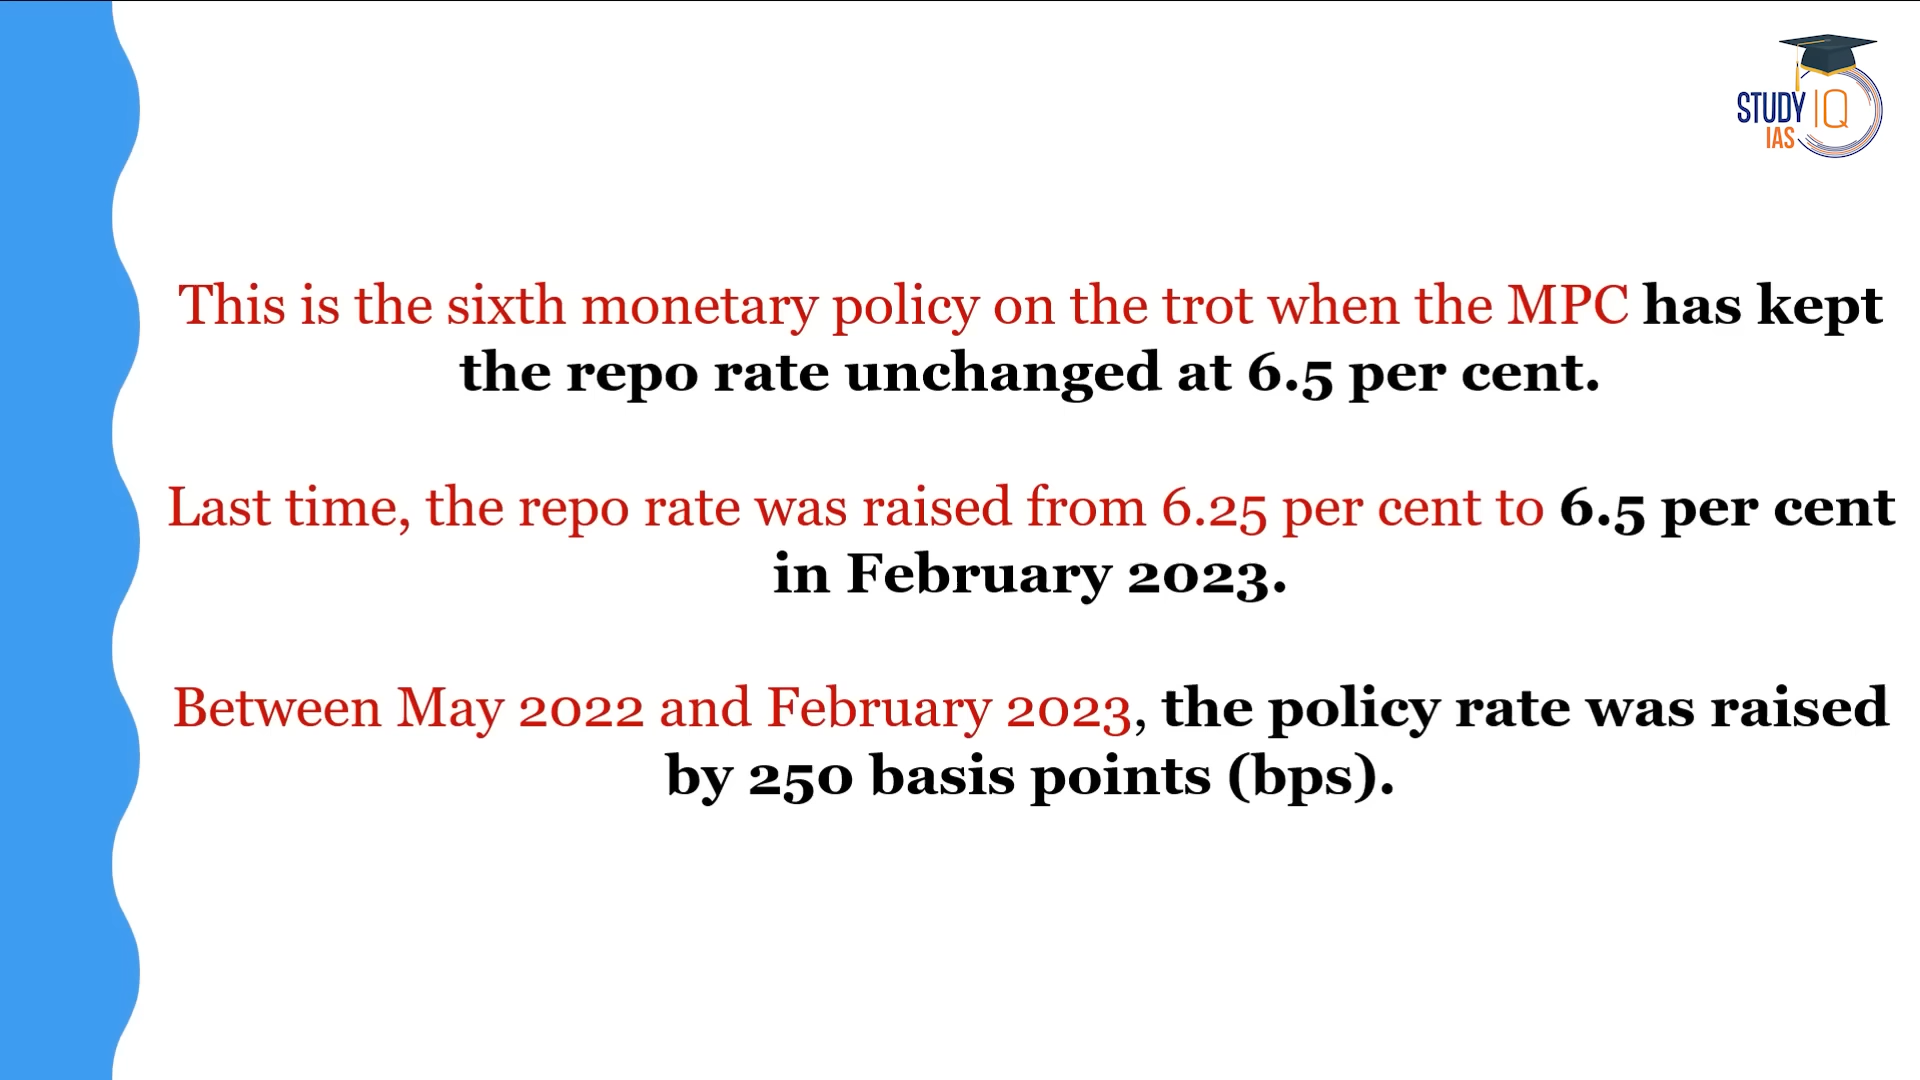 STUDY IQ
IAS
This is the sixth monetary policy on the trot when the MPC has kept
the repo rate unchanged at 6.5 per cent.
Last time, the repo rate was raised from 6.25 per cent to 6.5 per cent
in February 2023.
Between May 2022 and February 2023, the policy rate was raised
by 250 basis points (bps).